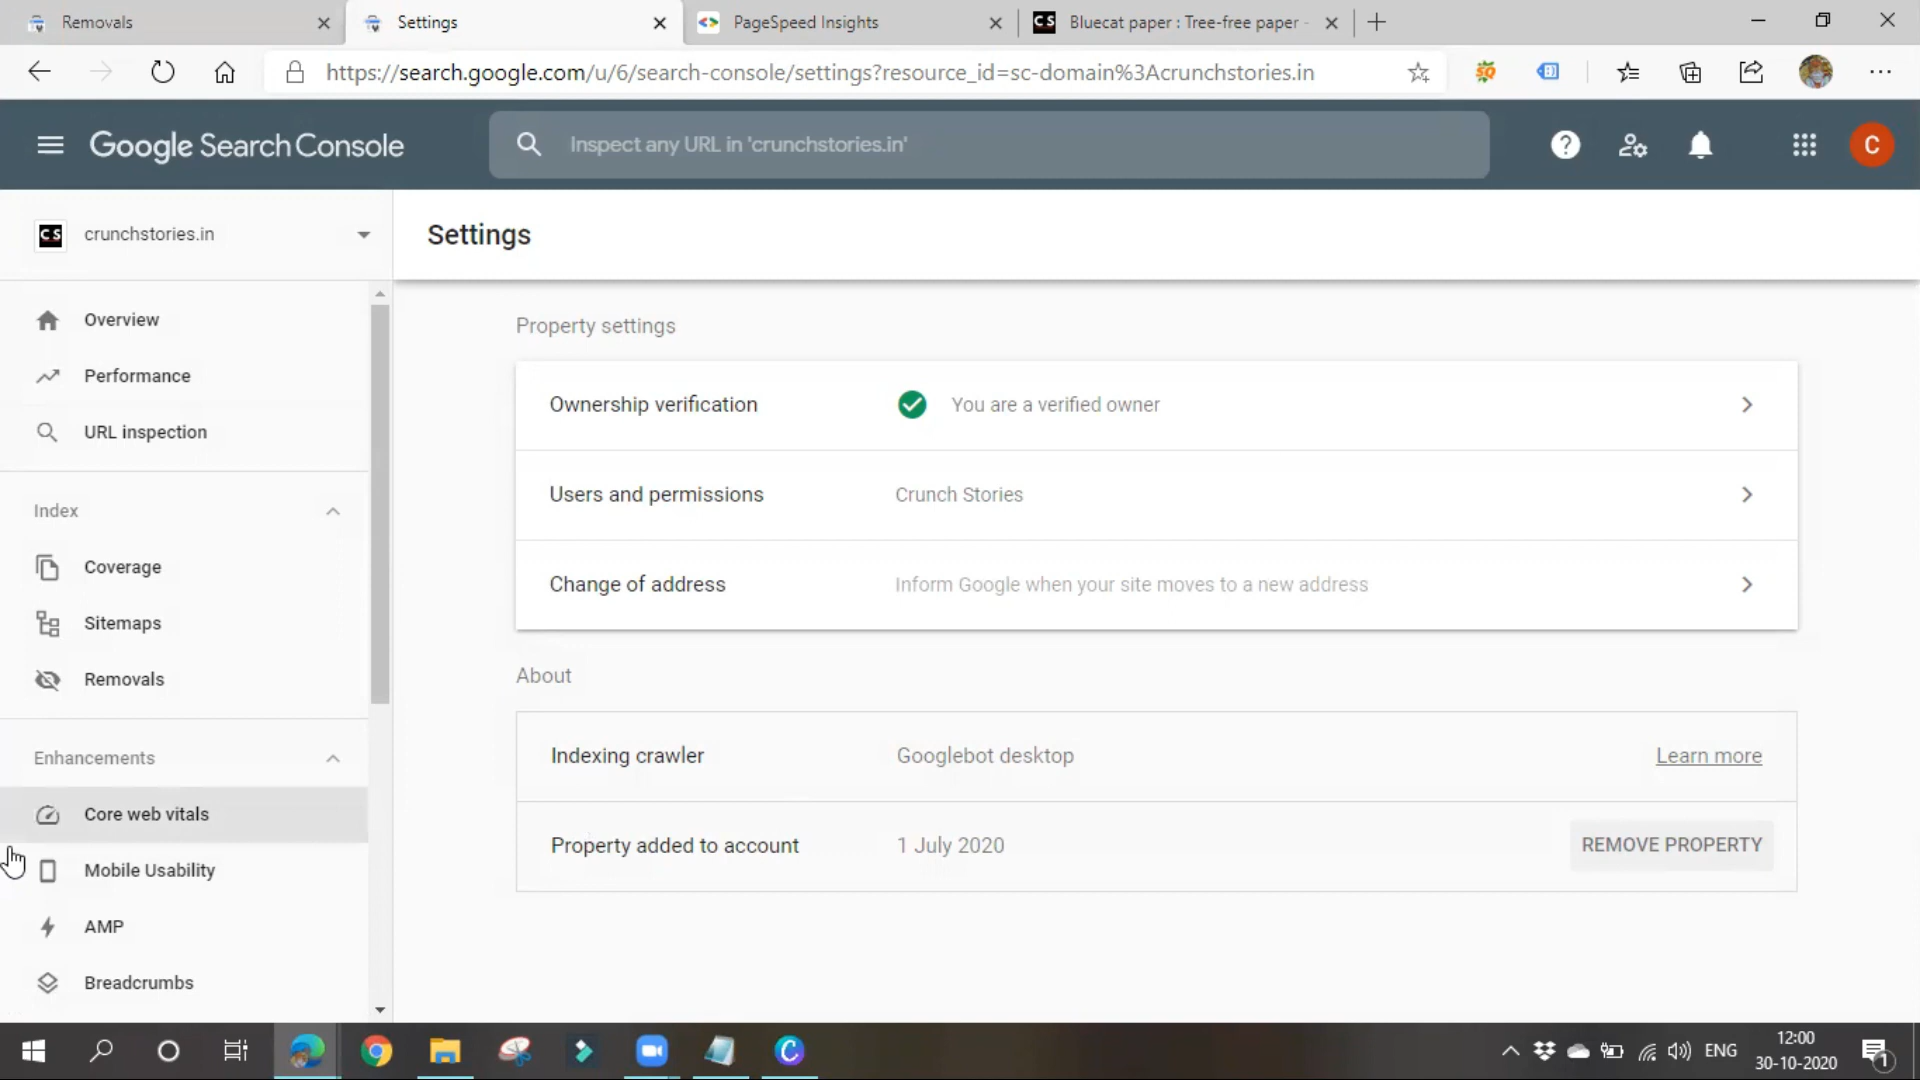 Removals
Settings
PageSpeed Insights
Bluecat paper : Tree-free paper -
https://search.google.com/u/6/search-console/settings?resource_id=sc-domain%3Acrunchstories.in
SQ
Google Search Console
Inspect any URL in 'crunchstories.in'
C
CS
crunchstories.in
Settings
Overview
Performance
URL inspection
Index
Coverage
Sitemaps
Removals
Enhancements
Core web vitals
Mobile Usability
AMP
Breadcrumbs
Property settings
Ownership verification
You are a verified owner
Users and permissions
Crunch Stories
Change of address
Inform Google when your site moves to a new address
About
Indexing crawler
Googlebot desktop
Learn more
Property added to account
1 July 2020
REMOVE PROPERTY
ENG
12:00
30-10-2020
1